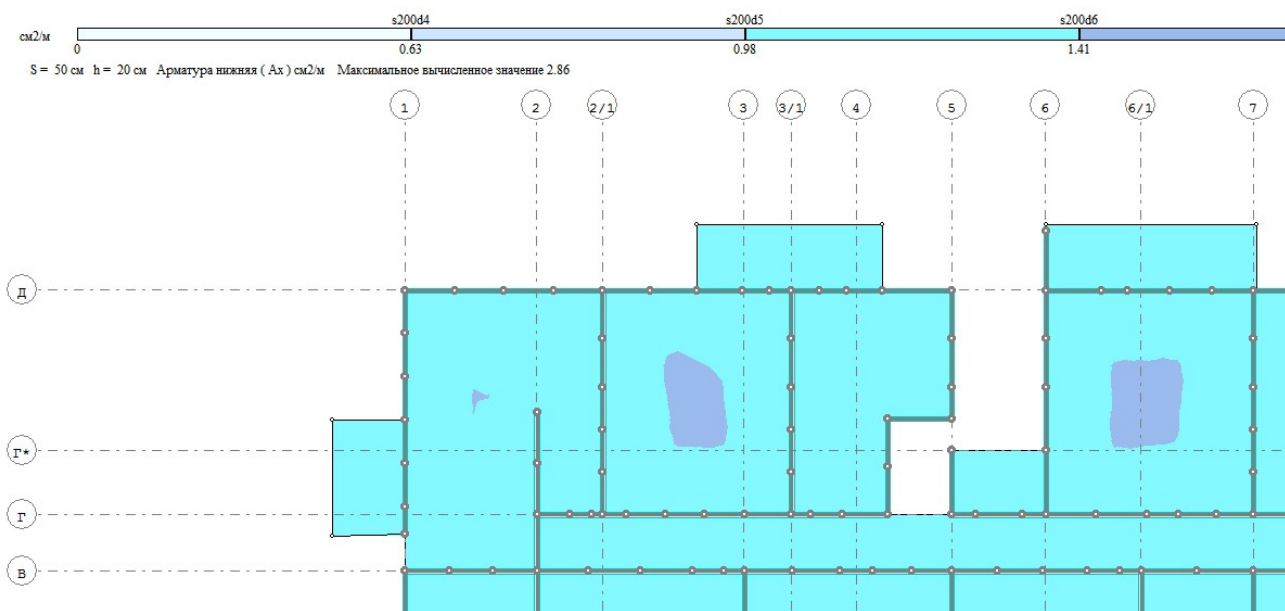 s200d4 s200d5 s200d6
см2/м
0 0.63 0.98 1.41
S = 50 см h = 20 см Арматура нижняя ( Ax ) см2/м Максимальное вычисленное значение 2.86
1 2 2/1 3 3/1 4 5 6 6/1 7
Д
Г*
Г
В